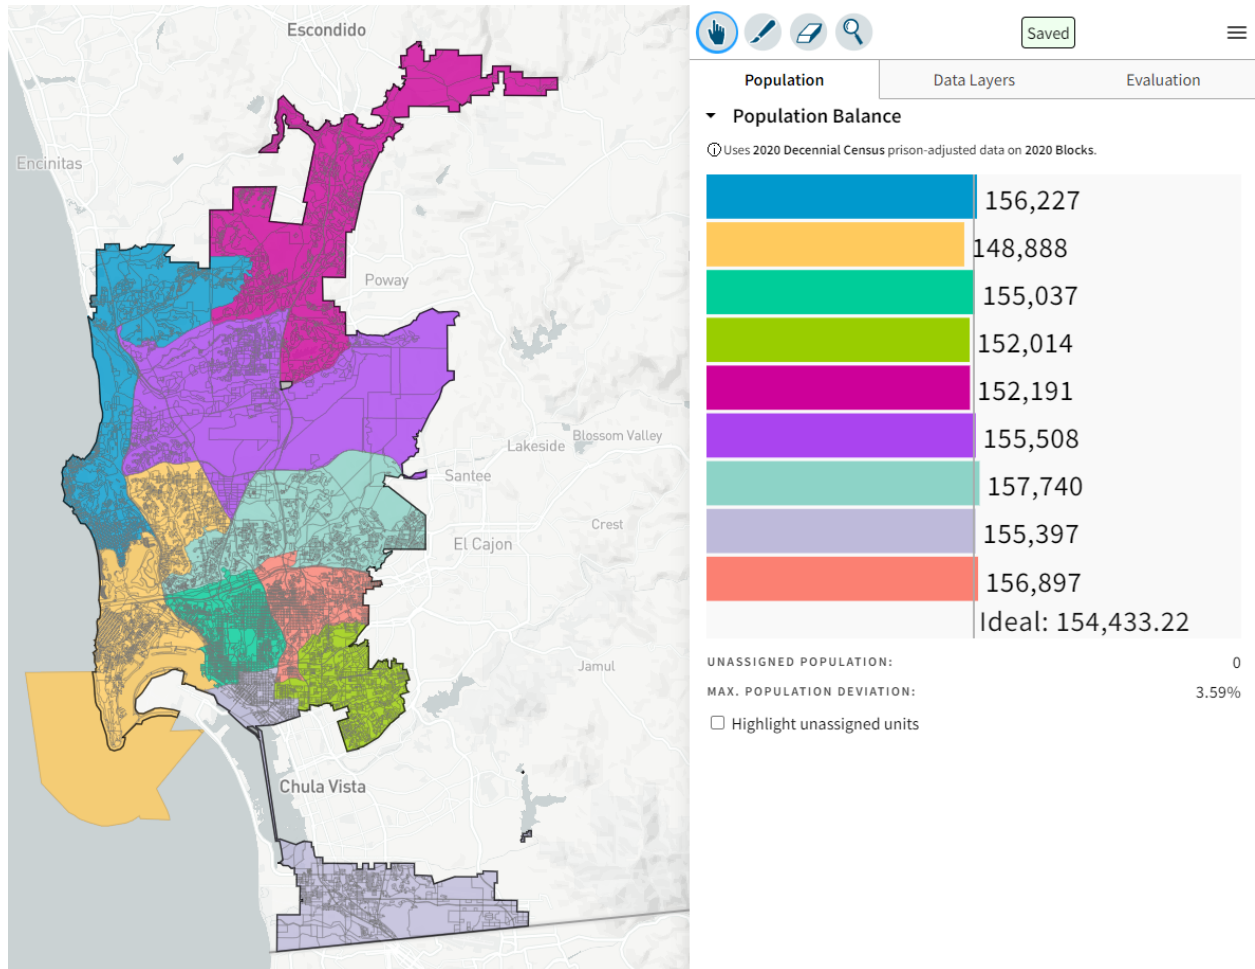 Escondido
Encinitas
Poway
Lakeside
Blossom Valley
Santee
Crest
El Cajon
Jamul
Chula Vista
Saved
Population
Data Layers
Evaluation
Population Balance
Uses 2020 Decennial Census prison-adjusted data on 2020 Blocks.
156,227
148,888
155,037
152,014
152,191
155,508
157,740
155,397
156,897
Ideal: 154,433.22
UNASSIGNED POPULATION: 0
MAX. POPULATION DEVIATION: 3.59%
Highlight unassigned units